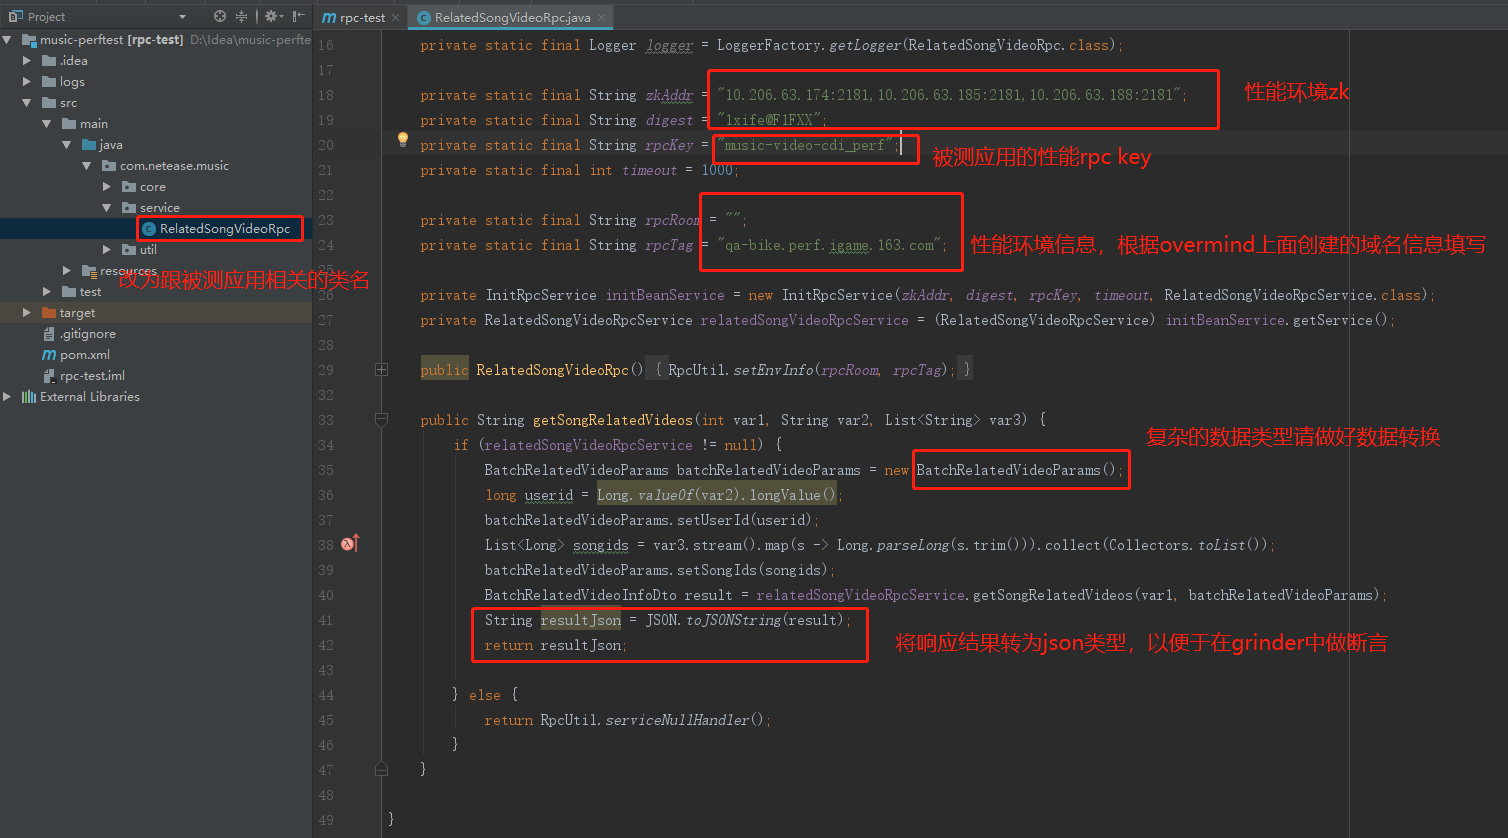 Project
rpc-test
RelatedSongVideoRpc.java
music-perftest [rpc-test] D:\Idea\music-perfte
.idea
logs
src
main
java
com.netease.music
core
service
RelatedSongVideoRpc
util
resources
改为跟被测应用相关的类名
test
target
.gitignore
pom.xml
rpc-test.iml
External Libraries
16 private static final Logger logger = LoggerFactory.getLogger(RelatedSongVideoRpc.class);
17
18 private static final String zkAddr = "10.206.63.174:2181,10.206.63.185:2181,10.206.63.188:2181";
性能环境zk
19 private static final String digest = "lxife@F1FXX";
20 private static final String rpcKey = "music-video-cdi_perf";
被测应用的性能rpc key
21 private static final int timeout = 1000;
22
23 private static final String rpcRoom = "";
24 private static final String rpcTag = "qa-bike.perf.igame.163.com";
性能环境信息，根据overmind上面创建的域名信息填写
25
26 private InitRpcService initBeanService = new InitRpcService(zkAddr, digest, rpcKey, timeout, RelatedSongVideoRpcService.class);
27 private RelatedSongVideoRpcService relatedSongVideoRpcService = (RelatedSongVideoRpcService) initBeanService.getService();
28
29 public RelatedSongVideoRpc() { RpcUtil.setEnvInfo(rpcRoom, rpcTag); }
32
33 public String getSongRelatedVideos(int var1, String var2, List<String> var3) {
复杂的数据类型请做好数据转换
34 if (relatedSongVideoRpcService != null) {
35 BatchRelatedVideoParams batchRelatedVideoParams = new BatchRelatedVideoParams();
36 long userid = Long.valueOf(var2).longValue();
37 batchRelatedVideoParams.setUserId(userid);
38 List<Long> songids = var3.stream().map(s -> Long.parseLong(s.trim())).collect(Collectors.toList());
39 batchRelatedVideoParams.setSongIds(songids);
40 BatchRelatedVideoInfoDto result = relatedSongVideoRpcService.getSongRelatedVideos(var1, batchRelatedVideoParams);
41 String resultJson = JSON.toJSONString(result);
42 return resultJson;
将响应结果转为json类型，以便于在grinder中做断言
43
44 } else {
45 return RpcUtil.serviceNullHandler();
46 }
47 }
48
49 }